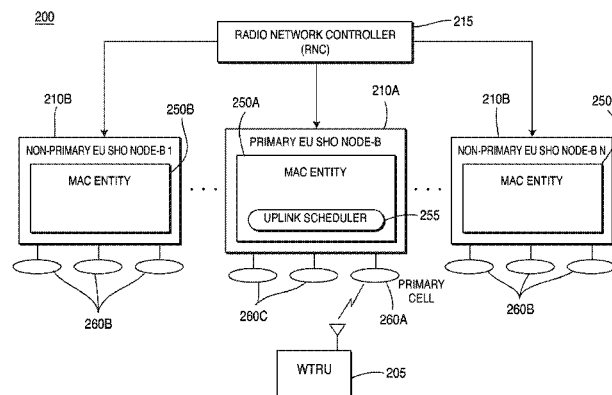 200
RADIO NETWORK CONTROLLER
(RNC)
215
210B
250B
250A
210A
210B
NON-PRIMARY EU SHO NODE-B 1
MAC ENTITY
PRIMARY EU SHO NODE-B
MAC ENTITY
UPLINK SCHEDULER
255
NON-PRIMARY EU SHO NODE-B N
MAC ENTITY
260B
260C
260A
PRIMARY
CELL
260B
WTRU
205